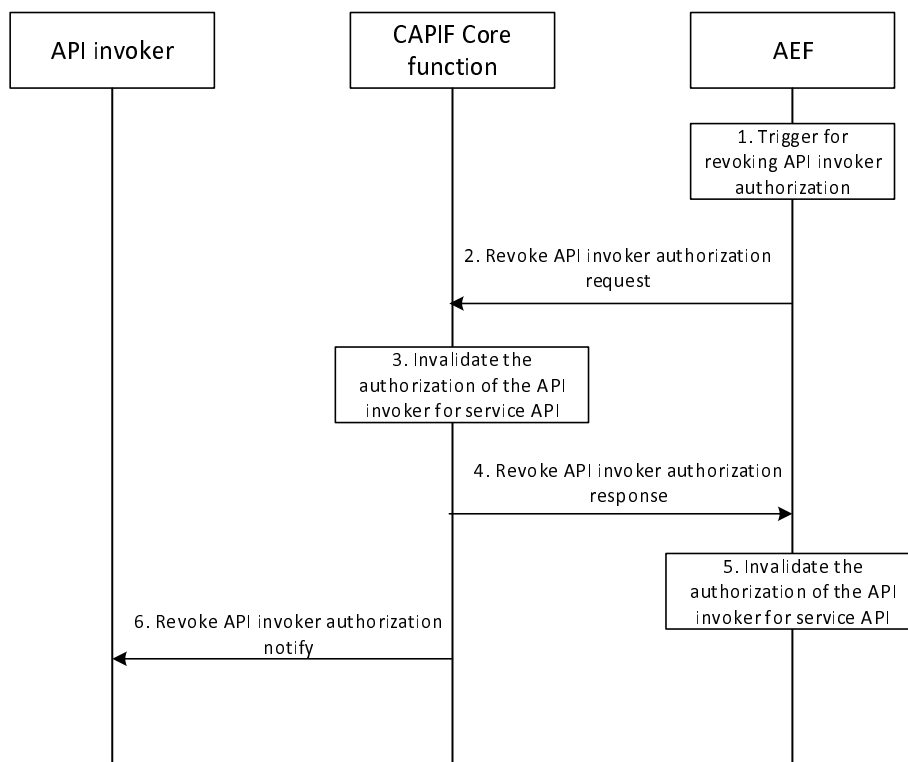 API invoker
CAPIF Core
function
AEF
1. Trigger for
revoking API invoker
authorization
2. Revoke API invoker authorization
request
3. Invalidate the
authorization of the API
invoker for service API
4. Revoke API invoker authorization
response
5. Invalidate the
authorization of the API
invoker for service API
6. Revoke API invoker authorization
notify